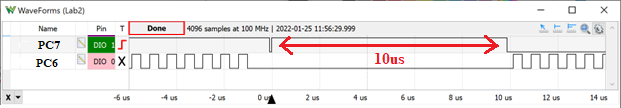 WaveForms (Lab2)
Name Pin T Done 4096 samples at 100 MHz | 2022-01-25 11:56:29.999
PC7 DIO 1
PC6 DIO 0 X
10us
X -6 us -4 us -2 us 0 us 2 us 4 us 6 us 8 us 10 us 12 us 14 us